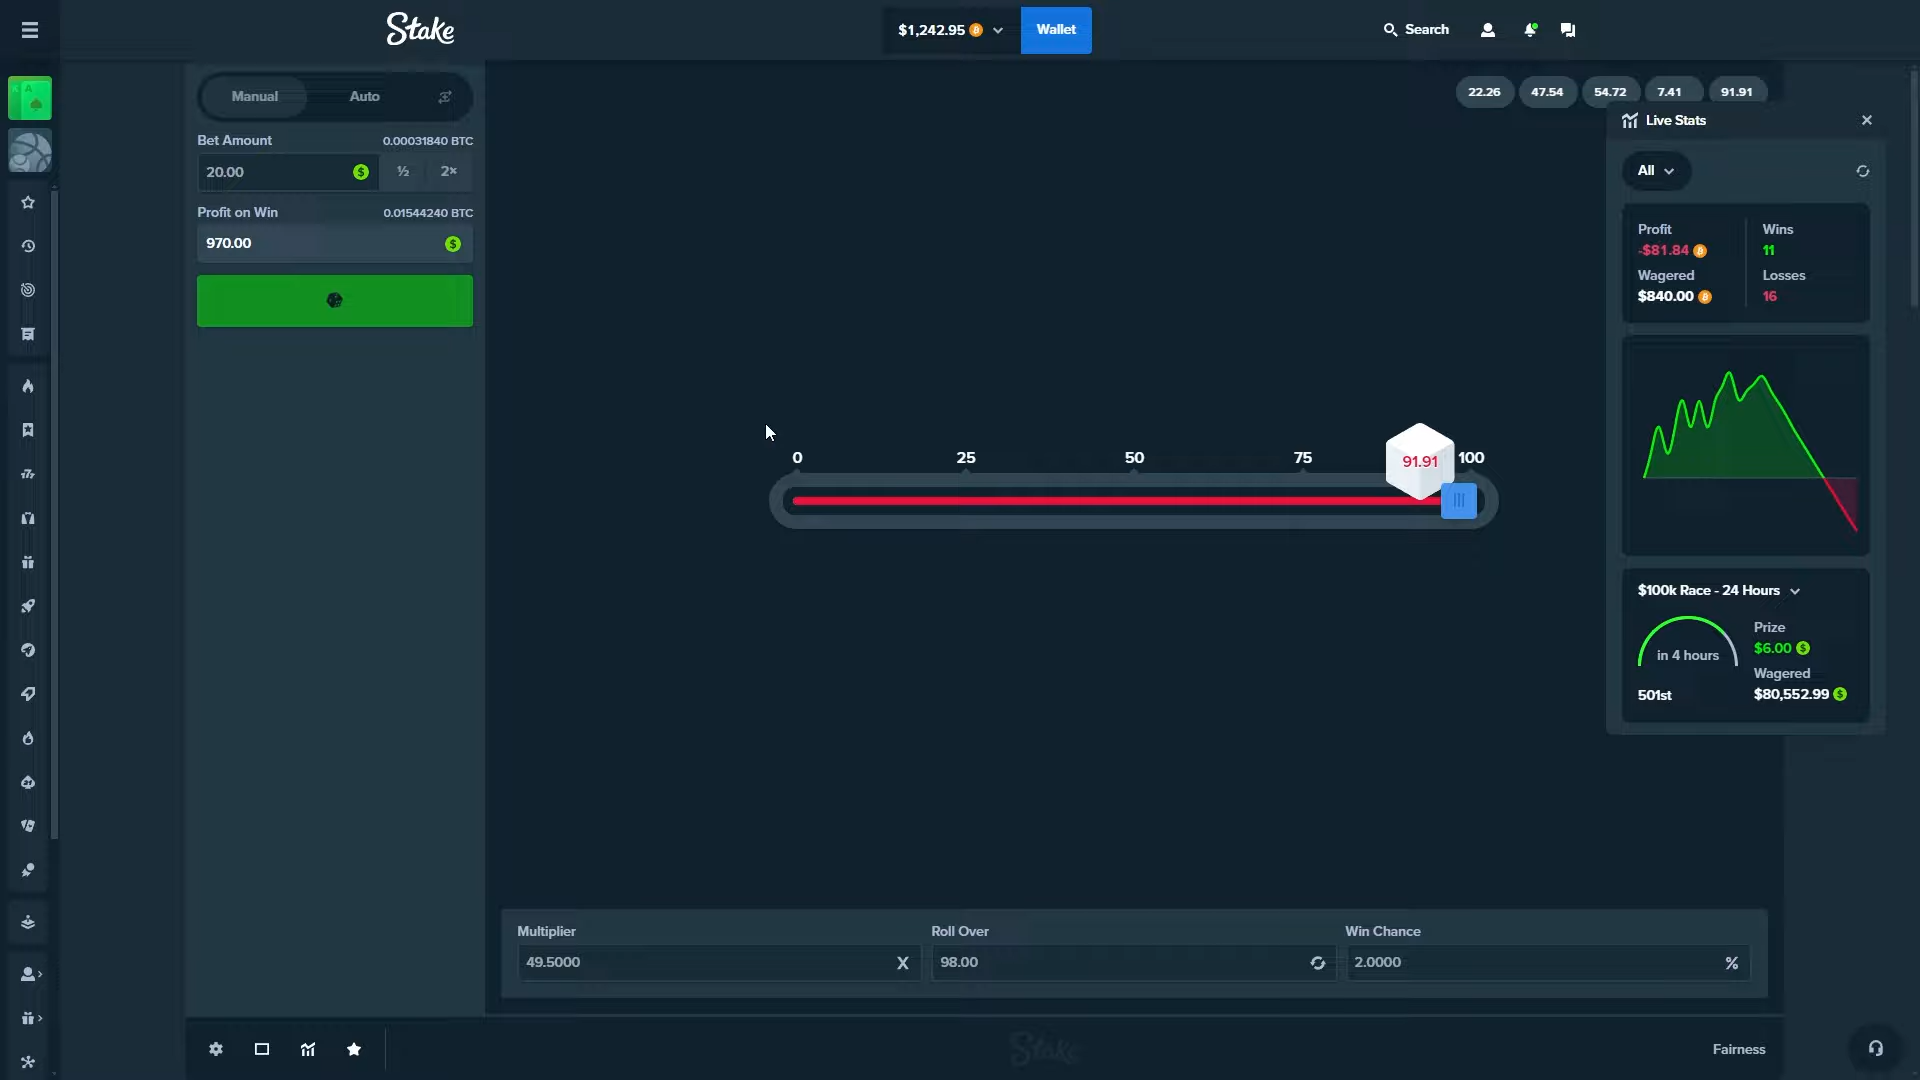 Stake
$1,242.95
Wallet
Search
Manual
Auto
22.26
47.54
54.72
7.41
91.91
Bet Amount
0.00031840 BTC
20.00
½
2×
Profit on Win
0.01544240 BTC
970.00
Live Stats
All
Profit
-$81.84
Wins
11
Wagered
$840.00
Losses
16
0
25
50
75
100
91.91
$100k Race - 24 Hours
in 4 hours
501st
Prize
$6.00
Wagered
$80,552.99
Multiplier
49.5000
X
Roll Over
98.00
Win Chance
2.0000
%
Stake
Fairness